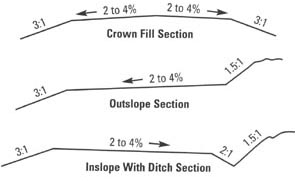 2 to 4% 2 to 4%
3:1 3:1
Crown Fill Section
1.5:1
2 to 4%
3:1
Outslope Section
1.5:1
2 to 4%
3:1 2:1
Inslope With Ditch Section